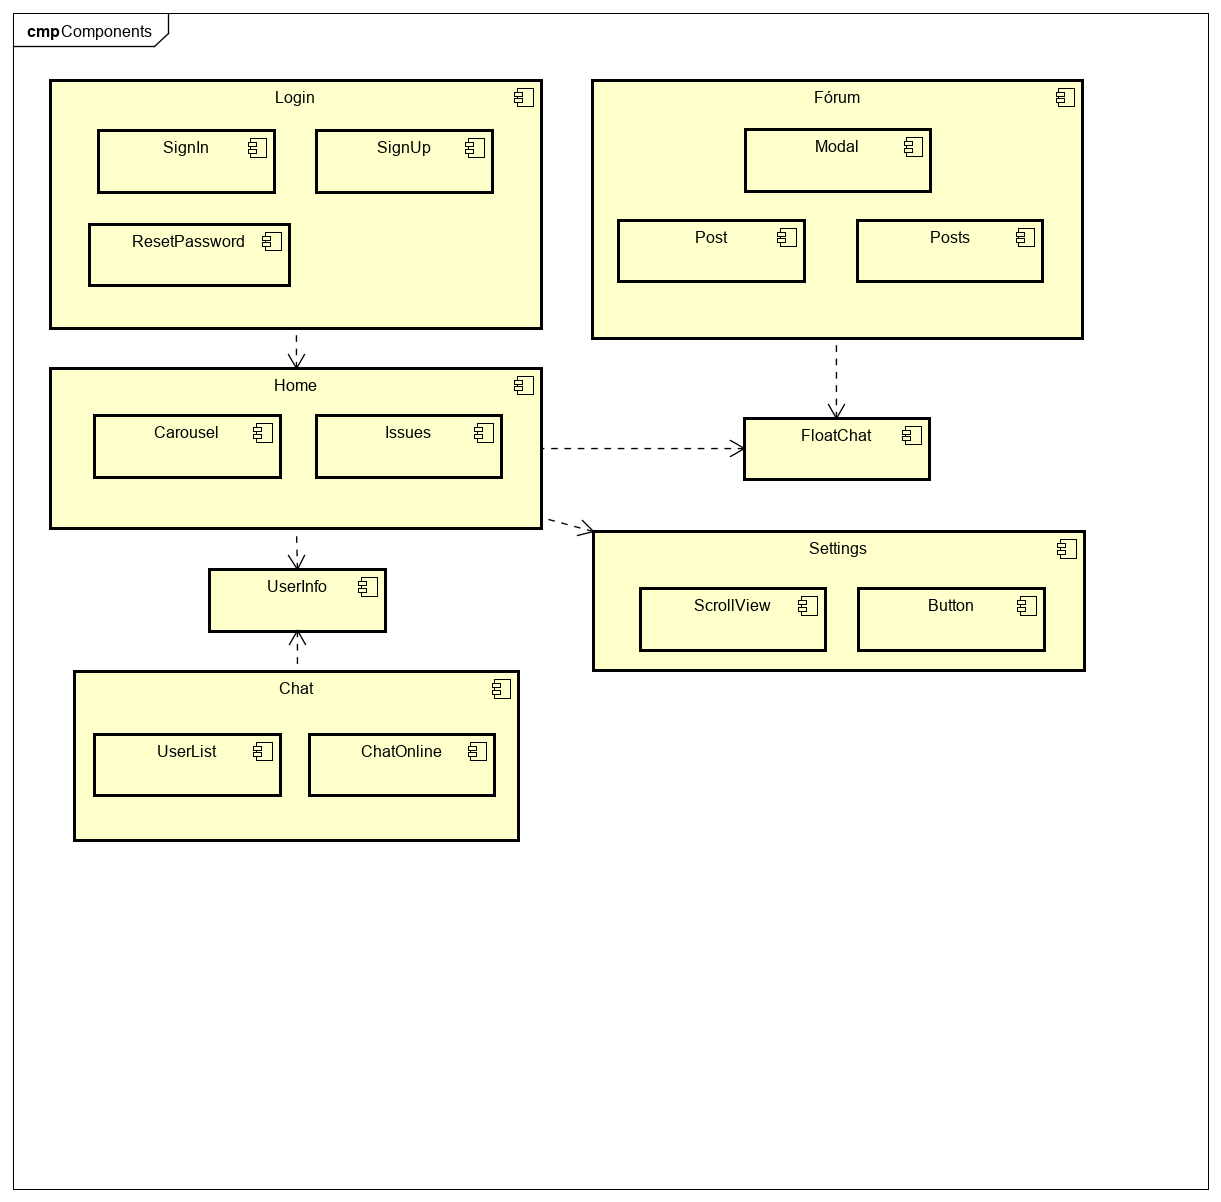 cmp Components
Login
SignIn
SignUp
ResetPassword
Fórum
Modal
Post
Posts
Home
Carousel
Issues
FloatChat
UserInfo
Settings
ScrollView
Button
Chat
UserList
ChatOnline